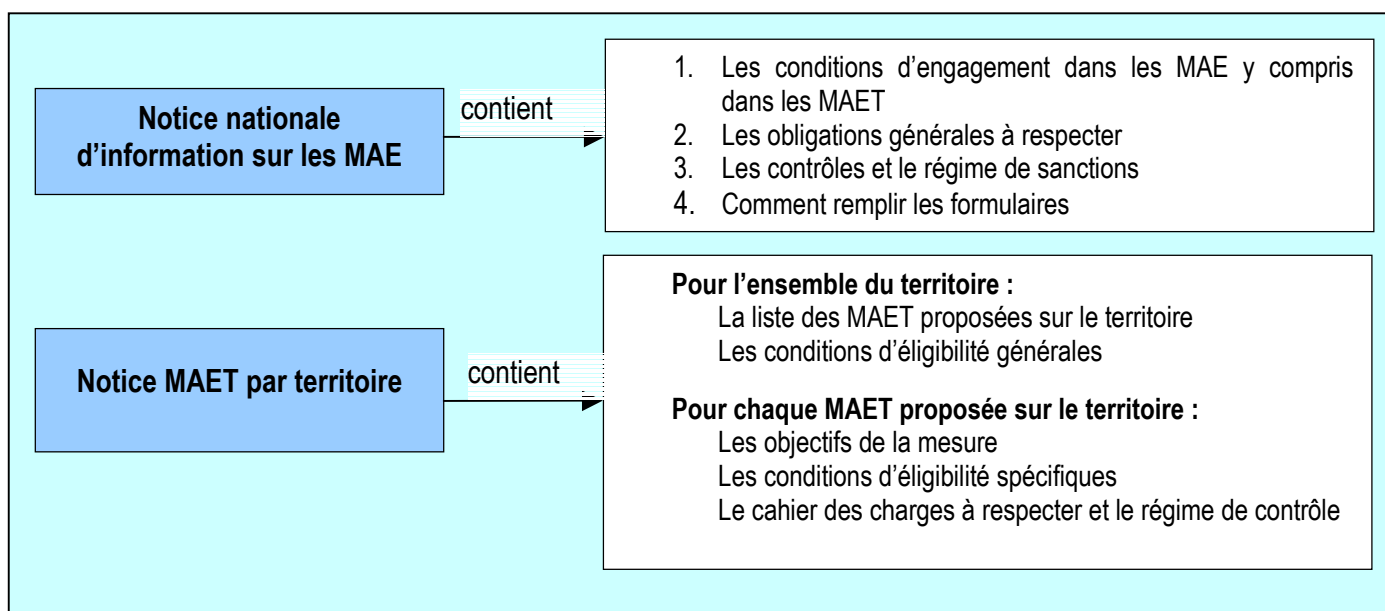 Notice nationale
d’information sur les MAE
contient
1. Les conditions d’engagement dans les MAE y compris
dans les MAET
2. Les obligations générales à respecter
3. Les contrôles et le régime de sanctions
4. Comment remplir les formulaires
Notice MAET par territoire
contient
Pour l’ensemble du territoire :
La liste des MAET proposées sur le territoire
Les conditions d’éligibilité générales
Pour chaque MAET proposée sur le territoire :
Les objectifs de la mesure
Les conditions d’éligibilité spécifiques
Le cahier des charges à respecter et le régime de contrôle